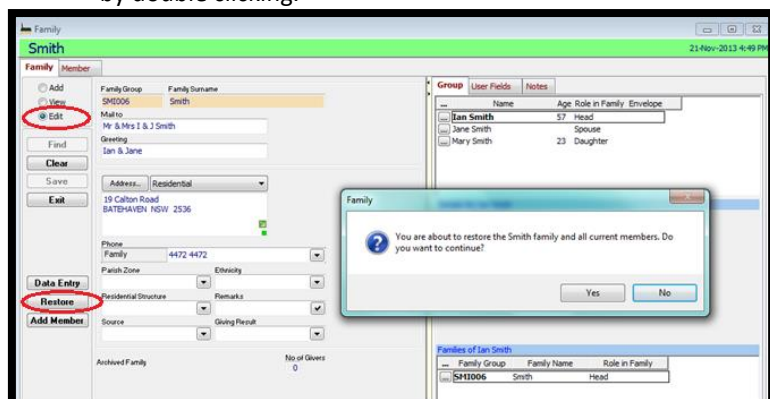 by double clicking.
Family
Smith
21-Nov-2013 4:49 PM
Family Member
Add
View
Edit
Find
Clear
Save
Exit
Data Entry
Restore
Add Member
Family Group Family Surname
SMI006 Smith
Mail to
Mr & Mrs I & J Smith
Greeting
Ian & Jane
Address... Residential
19 Calton Road
BATEHAVEN NSW 2536
Phone
Family 4472 4472
Parish Zone Ethnicity
Residential Structure Remarks
Source Giving Result
Archived Family No of Givers
0
Group User Fields Notes
... Name Age Role in Family Envelope
... Ian Smith 57 Head
... Jane Smith Spouse
... Mary Smith 23 Daughter
Family
You are about to restore the Smith family and all current members. Do
you want to continue?
Yes No
Families of Ian Smith
... Family Group Family Name Role in Family
... SMI006 Smith Head